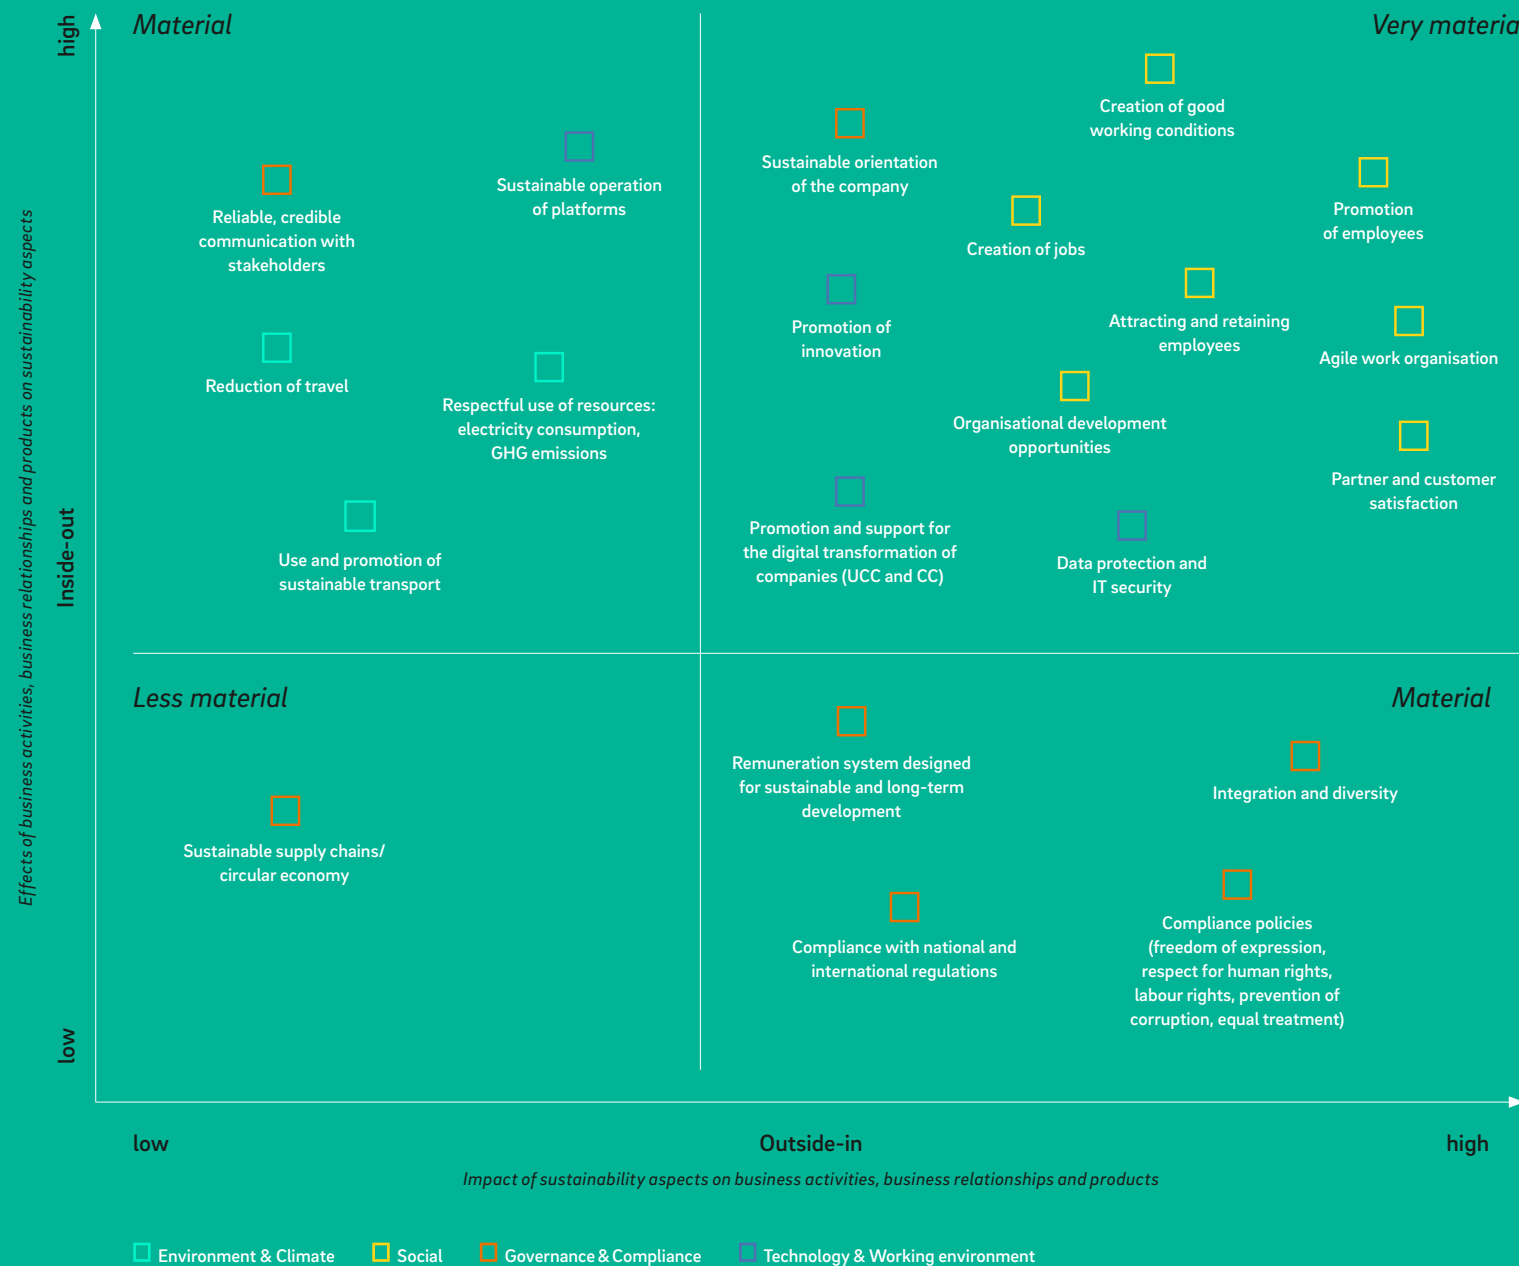 high
Material
Very materia
Creation of good
working conditions
Sustainable orientation
of the company
Sustainable operation
of platforms
Reliable, credible
communication with
stakeholders
Promotion
of employees
Creation of jobs
Promotion of
innovation
Attracting and retaining
employees
Agile work organisation
Reduction of travel
Respectful use of resources:
electricity consumption,
GHG emissions
Organisational development
opportunities
Partner and customer
satisfaction
Use and promotion of
sustainable transport
Promotion and support for
the digital transformation of
companies (UCC and CC)
Data protection and
IT security
Effects of business activities, business relationships and products on sustainability aspects
Inside-out
Less material
Material
Remuneration system designed
for sustainable and long-term
development
Integration and diversity
Sustainable supply chains/
circular economy
Compliance with national and
international regulations
Compliance policies
(freedom of expression,
respect for human rights,
labour rights, prevention of
corruption, equal treatment)
low
low
Outside-in
high
Impact of sustainability aspects on business activities, business relationships and products
Environment & Climate
Social
Governance & Compliance
Technology & Working environment